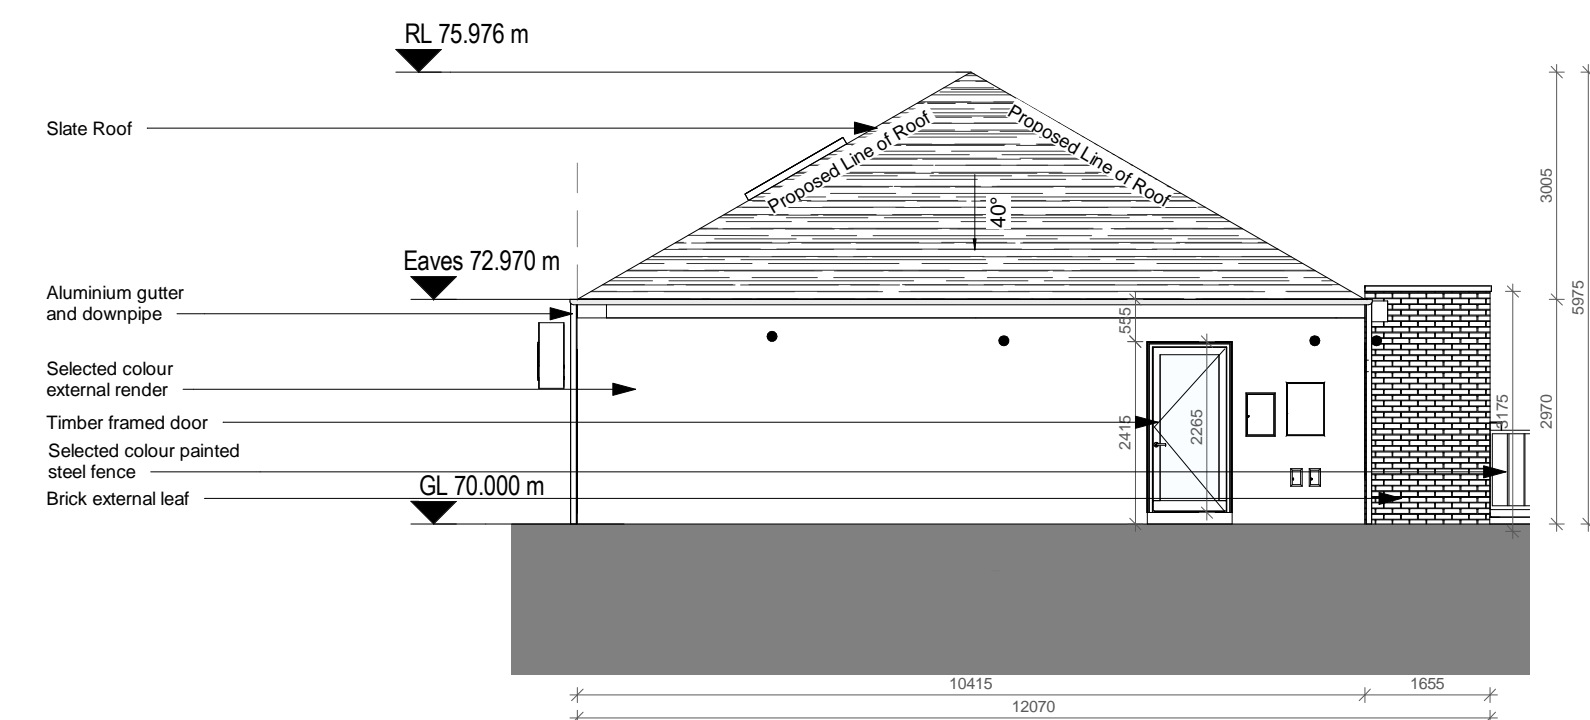 RL 75.976 m
Slate Roof
Proposed Line of Roof
Proposed Line of Roof
40°
3005
5975
Eaves 72.970 m
Aluminium gutter
and downpipe
555
Selected colour
external render
Timber framed door
2415
2265
3175
2970
Selected colour painted
steel fence
GL 70.000 m
Brick external leaf
10415
1655
12070